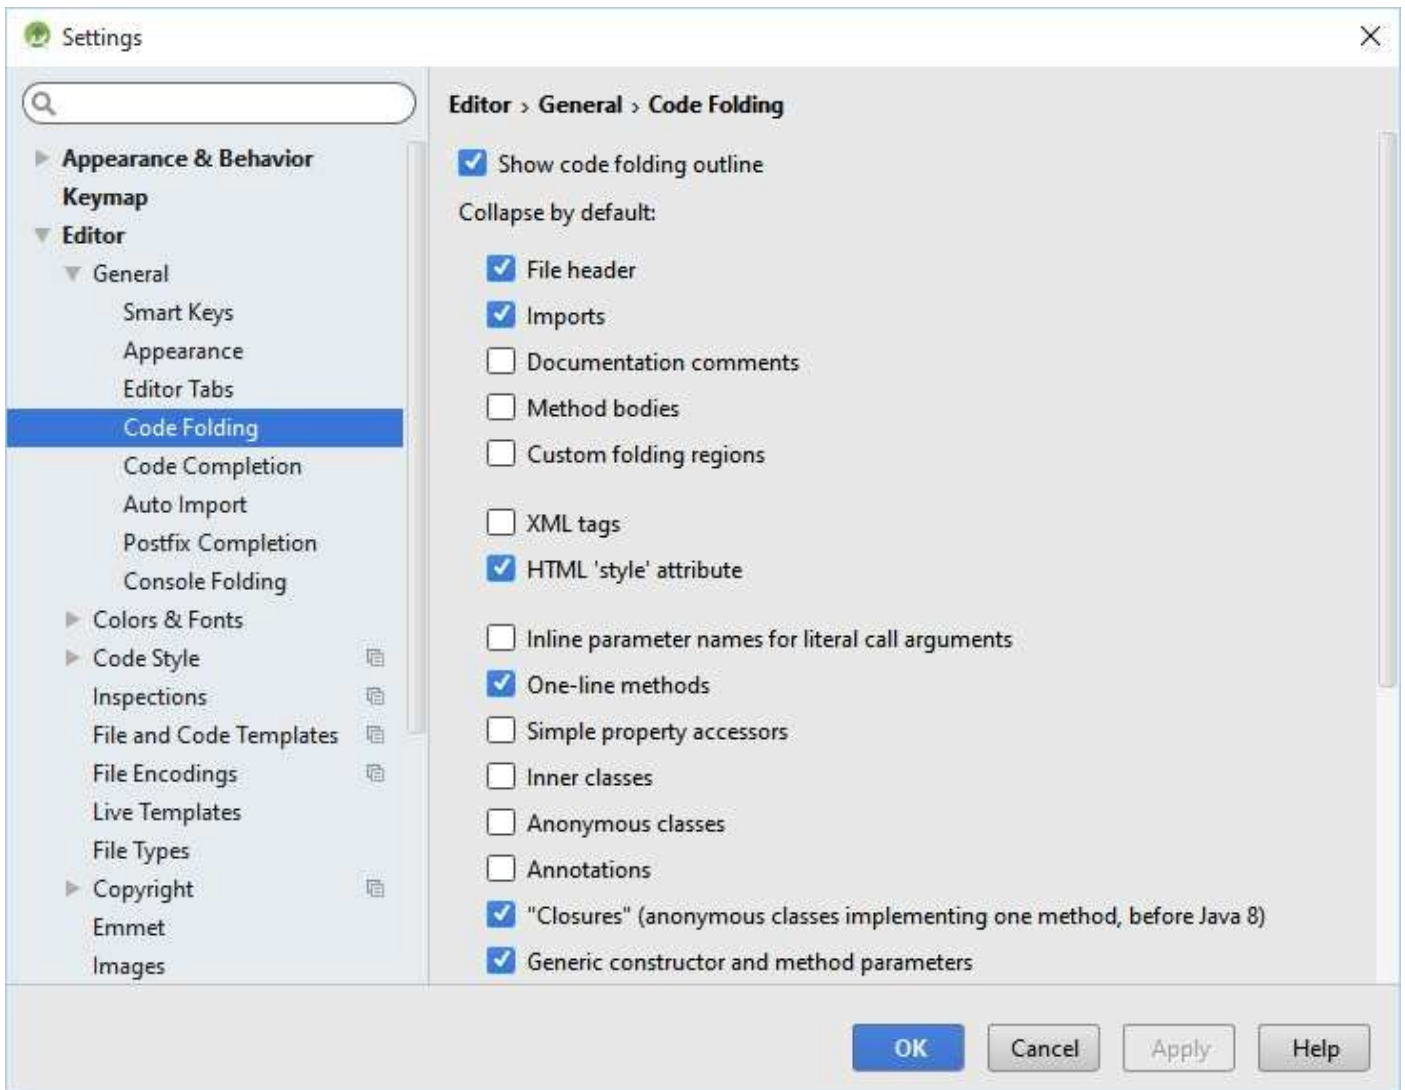 Settings
Appearance & Behavior
Keymap
Editor
General
Smart Keys
Appearance
Editor Tabs
Code Folding
Code Completion
Auto Import
Postfix Completion
Console Folding
Colors & Fonts
Code Style
Inspections
File and Code Templates
File Encodings
Live Templates
File Types
Copyright
Emmet
Images
Editor › General › Code Folding
Show code folding outline
Collapse by default:
File header
Imports
Documentation comments
Method bodies
Custom folding regions
XML tags
HTML 'style' attribute
Inline parameter names for literal call arguments
One-line methods
Simple property accessors
Inner classes
Anonymous classes
Annotations
"Closures" (anonymous classes implementing one method, before Java 8)
Generic constructor and method parameters
OK
Cancel
Apply
Help